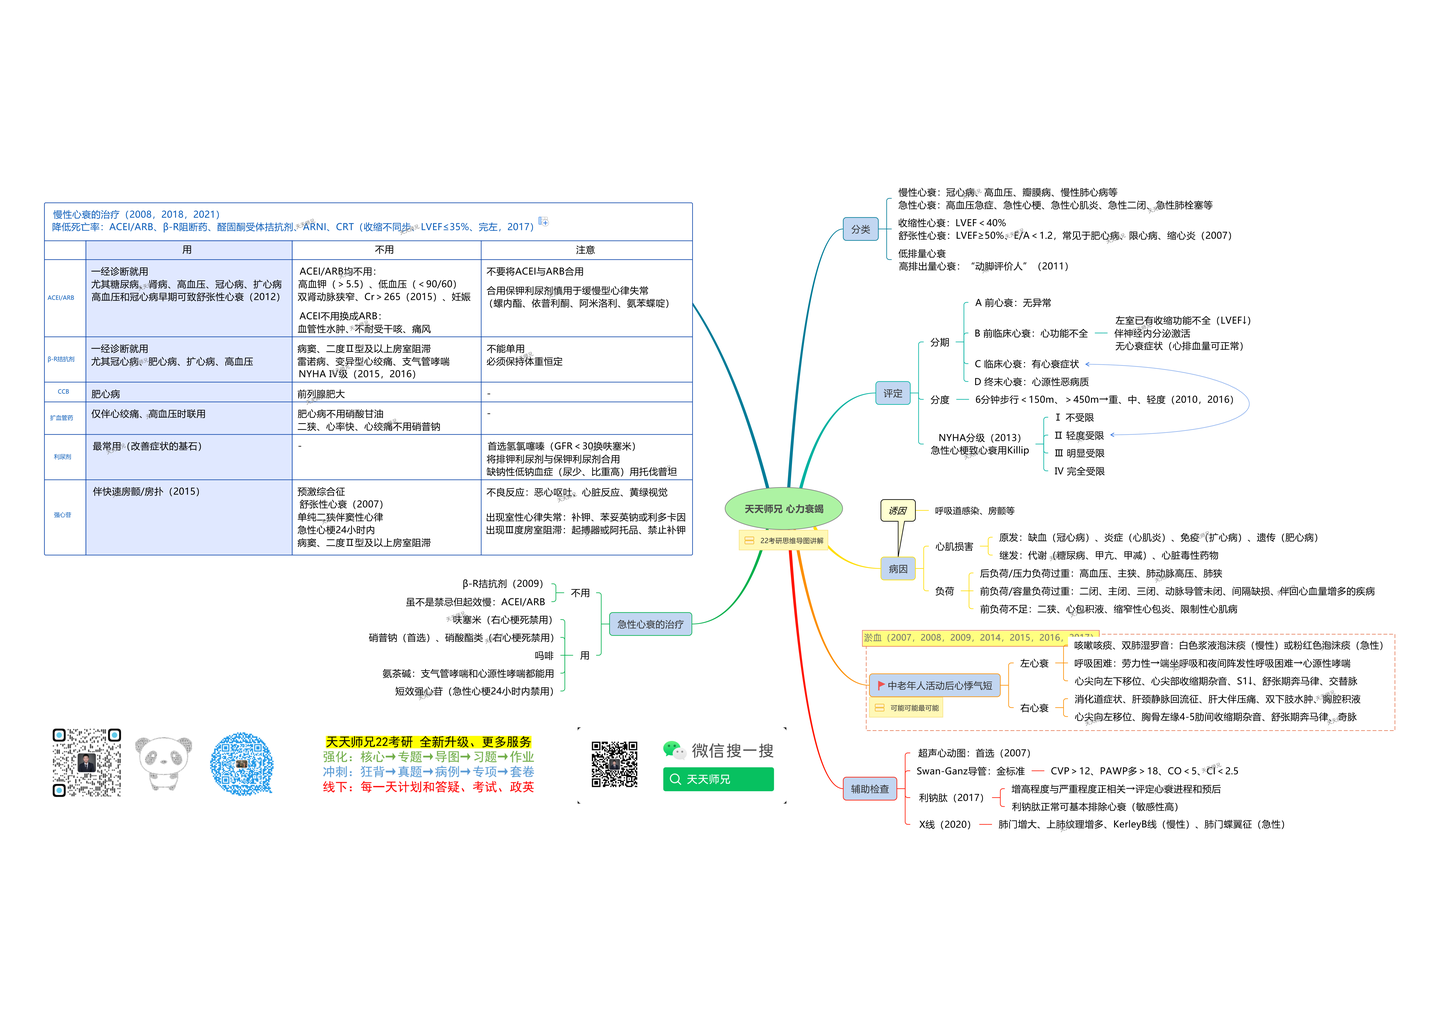 慢性心衰的治疗（2008，2018，2021）
降低死亡率：ACEI/ARB、β-R阻断药、醛固酮受体拮抗剂、ARNI、CRT（收缩不同步、LVEF≤35%、完左，2017）
用
不用
注意
ACEI/ARB
一经诊断就用
尤其糖尿病、肾病、高血压、冠心病、扩心病
高血压和冠心病早期可致舒张性心衰（2012）
ACEI/ARB均不用：
高血钾（＞5.5）、低血压（＜90/60）
双肾动脉狭窄、Cr＞265（2015）、妊娠
ACEI不用换成ARB：
血管性水肿、不耐受干咳、痛风
不要将ACEI与ARB合用
合用保钾利尿剂慎用于缓慢型心律失常
（螺内酯、依普利酮、阿米洛利、氨苯蝶啶）
β-R拮抗剂
一经诊断就用
尤其冠心病、肥心病、扩心病、高血压
病窦、二度Ⅱ型及以上房室阻滞
雷诺病、变异型心绞痛、支气管哮喘
NYHA Ⅳ级（2015，2016）
不能单用
必须保持体重恒定
CCB
肥心病
前列腺肥大
-
扩血管药
仅伴心绞痛、高血压时联用
肥心病不用硝酸甘油
二狭、心率快、心绞痛不用硝普钠
-
利尿剂
最常用（改善症状的基石）
-
首选氢氯噻嗪（GFR＜30换呋塞米）
将排钾利尿剂与保钾利尿剂合用
缺钠性低钠血症（尿少、比重高）用托伐普坦
强心苷
伴快速房颤/房扑（2015）
预激综合征
舒张性心衰（2007）
单纯二狭伴窦性心律
急性心梗24小时内
病窦、二度Ⅱ型及以上房室阻滞
不良反应：恶心呕吐、心脏反应、黄绿视觉
出现室性心律失常：补钾、苯妥英钠或利多卡因
出现Ⅲ度房室阻滞：起搏器或阿托品、禁止补钾
β-R拮抗剂（2009）
虽不是禁忌但起效慢：ACEI/ARB
不用
呋塞米（右心梗死禁用）
硝普钠（首选）、硝酸酯类（右心梗死禁用）
吗啡
氨茶碱：支气管哮喘和心源性哮喘都能用
短效强心苷（急性心梗24小时内禁用）
用
急性心衰的治疗
天天师兄 心力衰竭
22考研思维导图讲解
分类
慢性心衰：冠心病、高血压、瓣膜病、慢性肺心病等
急性心衰：高血压急症、急性心梗、急性心肌炎、急性二闭、急性肺栓塞等
收缩性心衰：LVEF＜40%
舒张性心衰：LVEF≥50%、E/A＜1.2，常见于肥心病、限心病、缩心炎（2007）
低排量心衰
高排出量心衰：“动脚评价人”（2011）
评定
分期
A 前心衰：无异常
B 前临床心衰：心功能不全
左室已有收缩功能不全（LVEF↓）
伴神经内分泌激活
无心衰症状（心排血量可正常）
C 临床心衰：有心衰症状
D 终末心衰：心源性恶病质
分度
6分钟步行＜150m、＞450m→重、中、轻度（2010，2016）
NYHA分级（2013）
急性心梗致心衰用Killip
Ⅰ 不受限
Ⅱ 轻度受限
Ⅲ 明显受限
Ⅳ 完全受限
诱因
呼吸道感染、房颤等
病因
心肌损害
原发：缺血（冠心病）、炎症（心肌炎）、免疫（扩心病）、遗传（肥心病）
继发：代谢（糖尿病、甲亢、甲减）、心脏毒性药物
负荷
后负荷/压力负荷过重：高血压、主狭、肺动脉高压、肺狭
前负荷/容量负荷过重：二闭、主闭、三闭、动脉导管未闭、间隔缺损、伴回心血量增多的疾病
前负荷不足：二狭、心包积液、缩窄性心包炎、限制性心肌病
淤血（2007，2008，2009，2014，2015，2016，2017）
中老年人活动后心悸气短
可能可能最可能
左心衰
咳嗽咳痰、双肺湿罗音：白色浆液泡沫痰（慢性）或粉红色泡沫痰（急性）
呼吸困难：劳力性→端坐呼吸和夜间阵发性呼吸困难→心源性哮喘
心尖向左下移位、心尖部收缩期杂音、S1↓、舒张期奔马律、交替脉
右心衰
消化道症状、肝颈静脉回流征、肝大伴压痛、双下肢水肿、胸腔积液
心尖向左移位、胸骨左缘4-5肋间收缩期杂音、舒张期奔马律、奇脉
辅助检查
超声心动图：首选（2007）
Swan-Ganz导管：金标准
CVP＞12、PAWP多＞18、CO＜5、CI＜2.5
利钠肽（2017）
增高程度与严重程度正相关→评定心衰进程和预后
利钠肽正常可基本排除心衰（敏感性高）
X线（2020）
肺门增大、上肺纹理增多、KerleyB线（慢性）、肺门蝶翼征（急性）
天天师兄22考研 全新升级、更多服务
强化：核心→专题→导图→习题→作业
冲刺：狂背→真题→病例→专项→套卷
线下：每一天计划和答疑、考试、政英
微信搜一搜
天天师兄